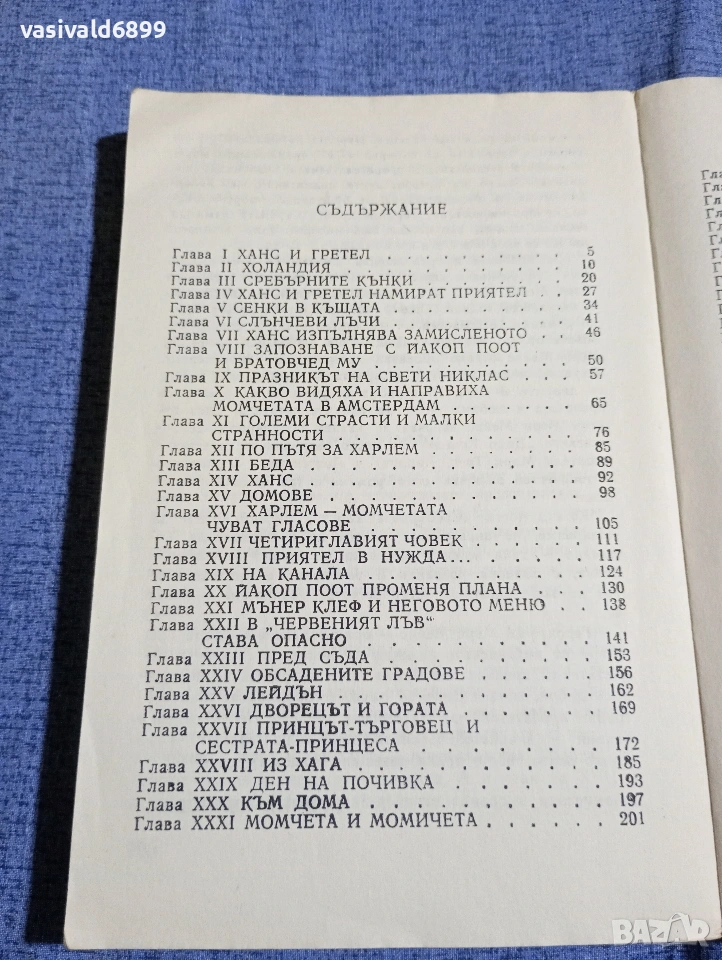 vasivald6899
СЪДЪРЖАНИЕ
Глава I ХАНС И ГРЕТЕЛ . . . . . . . . . . 5
Глава II ХОЛАНДИЯ . . . . . . . . . . . 10
Глава III СРЕБЪРНИТЕ КЪНКИ . . . . . . . 20
Глава IV ХАНС И ГРЕТЕЛ НАМИРАТ ПРИЯТЕЛ . . 27
Глава V СЕНКИ В КЪЩАТА . . . . . . . . . 34
Глава VI СЛЪНЧЕВИ ЛЪЧИ . . . . . . . . . 41
Глава VII ХАНС ИЗПЪЛНЯВА ЗАМИСЛЕНОТО . . 46
Глава VIII ЗАПОЗНАВАНЕ С ЙАКОП ПООТ
И БРАТОВЧЕД МУ . . . . . . . . . 50
Глава IX ПРАЗНИКЪТ НА СВЕТИ НИКЛАС . . . 57
Глава X КАКВО ВИДЯХА И НАПРАВИХА
МОМЧЕТАТА В АМСТЕРДАМ . . . . . . 65
Глава XI ГОЛЕМИ СТРАСТИ И МАЛКИ
СТРАННОСТИ . . . . . . . . . . . 76
Глава XII ПО ПЪТЯ ЗА ХАРЛЕМ . . . . . . . 85
Глава XIII БЕДА . . . . . . . . . . . . 89
Глава XIV ХАНС . . . . . . . . . . . . 92
Глава XV ДОМОВЕ . . . . . . . . . . . 98
Глава XVI ХАРЛЕМ — МОМЧЕТАТА
ЧУВАТ ГЛАСОВЕ . . . . . . . . . 105
Глава XVII ЧЕТИРИГЛАВИЯТ ЧОВЕК . . . . . 111
Глава XVIII ПРИЯТЕЛ В НУЖДА... . . . . . 117
Глава XIX НА КАНАЛА . . . . . . . . . . 124
Глава XX ЙАКОП ПООТ ПРОМЕНЯ ПЛАНА . . . 130
Глава XXI МЪНЕР КЛЕФ И НЕГОВОТО МЕНЮ . . 138
Глава XXII В „ЧЕРВЕНИЯТ ЛЪВ“
СТАВА ОПАСНО . . . . . . . . . 141
Глава XXIII ПРЕД СЪДА . . . . . . . . . 153
Глава XXIV ОБСАДЕНИТЕ ГРАДОВЕ . . . . . 156
Глава XXV ЛЕЙДЪН . . . . . . . . . . . 162
Глава XXVI ДВОРЕЦЪТ И ГОРАТА . . . . . . 169
Глава XXVII ПРИНЦЪТ-ТЪРГОВЕЦ И
СЕСТРАТА-ПРИНЦЕСА . . . . . . . 172
Глава XXVIII ИЗ ХАГА . . . . . . . . . . 185
Глава XXIX ДЕН НА ПОЧИВКА . . . . . . . 193
Глава XXX КЪМ ДОМА . . . . . . . . . . 197
Глава XXXI МОМЧЕТА И МОМИЧЕТА . . . . . 201
BAZAR